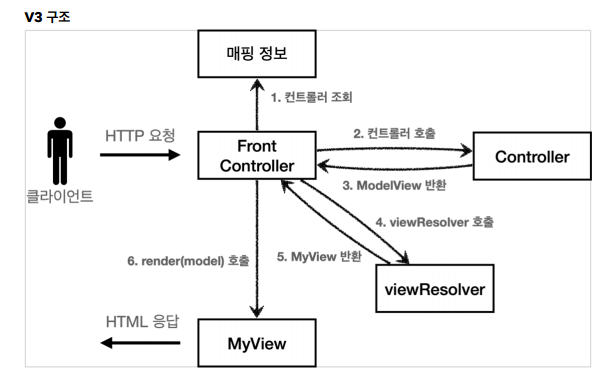 V3 구조
매핑 정보
1. 컨트롤러 조회
HTTP 요청
Front
Controller
2. 컨트롤러 호출
Controller
3. ModelView 반환
클라이언트
4. viewResolver 호출
5. MyView 반환
6. render(model) 호출
viewResolver
HTML 응답
MyView